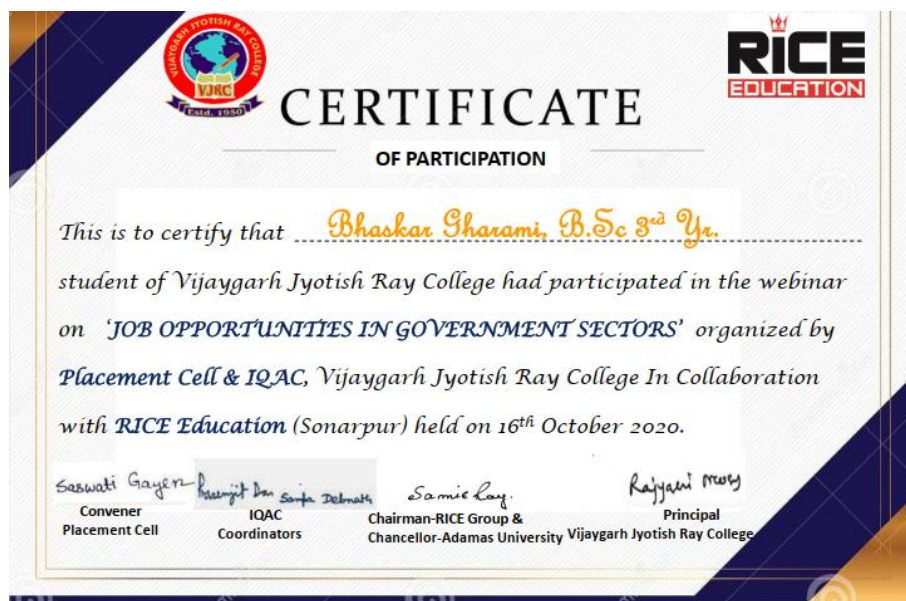 VIJAYGARH JYOTISH RAY COLLEGE
VJRC
Estd. 1950
RICE
EDUCATION
CERTIFICATE
OF PARTICIPATION
This is to certify that Bhaskar Gharami, B.Sc 3rd Yr.
student of Vijaygarh Jyotish Ray College had participated in the webinar
on 'JOB OPPORTUNITIES IN GOVERNMENT SECTORS' organized by
Placement Cell & IQAC, Vijaygarh Jyotish Ray College In Collaboration
with RICE Education (Sonarpur) held on 16th October 2020.
Saswati Gayen
Convener
Placement Cell
Sampa Debnath
IQAC
Coordinators
Samit Ray.
Chairman-RICE Group &
Chancellor-Adamas University
Principal
Vijaygarh Jyotish Ray College